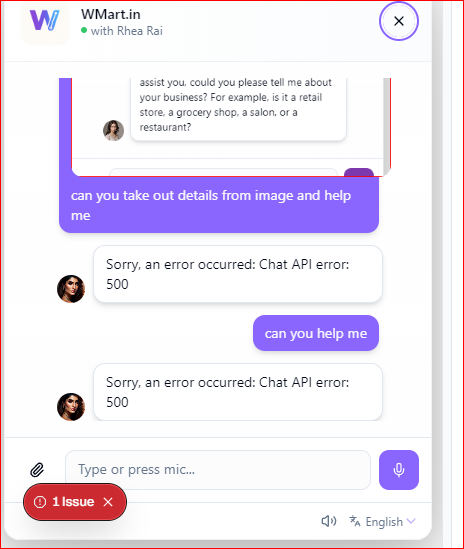 WMart.in
with Rhea Rai
assist you, could you please tell me about
your business? For example, is it a retail
store, a grocery shop, a salon, or a
restaurant?
can you take out details from image and help
me
Sorry, an error occurred: Chat API error:
500
can you help me
Sorry, an error occurred: Chat API error:
500
Type or press mic...
1 Issue
English